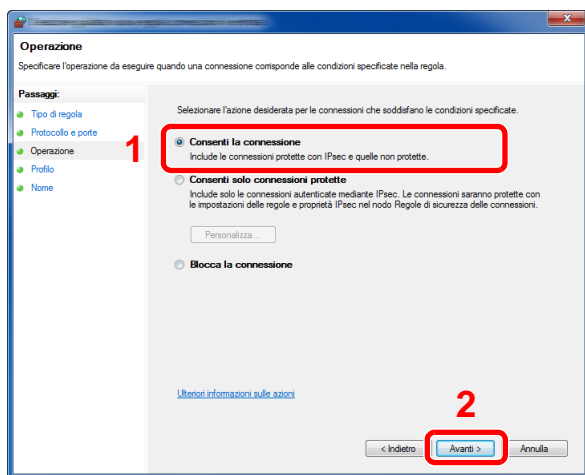 Operazione
Specificare l'operazione da eseguire quando una connessione corrisponde alle condizioni specificate nella regola.
Passaggi:
Tipo di regola
Protocollo e porte
Operazione
Profilo
Nome
Selezionare l'azione desiderata per le connessioni che soddisfano le condizioni specificate.
1
Consenti la connessione
Include le connessioni protette con IPsec e quelle non protette.
Consenti solo connessioni protette
Include solo le connessioni autenticate mediante IPsec. Le connessioni saranno protette con
le impostazioni delle regole e proprietà IPsec nel nodo Regole di sicurezza delle connessioni.
Personalizza...
Blocca la connessione
Ulteriori informazioni sulle azioni
2
< Indietro
Avanti >
Annulla